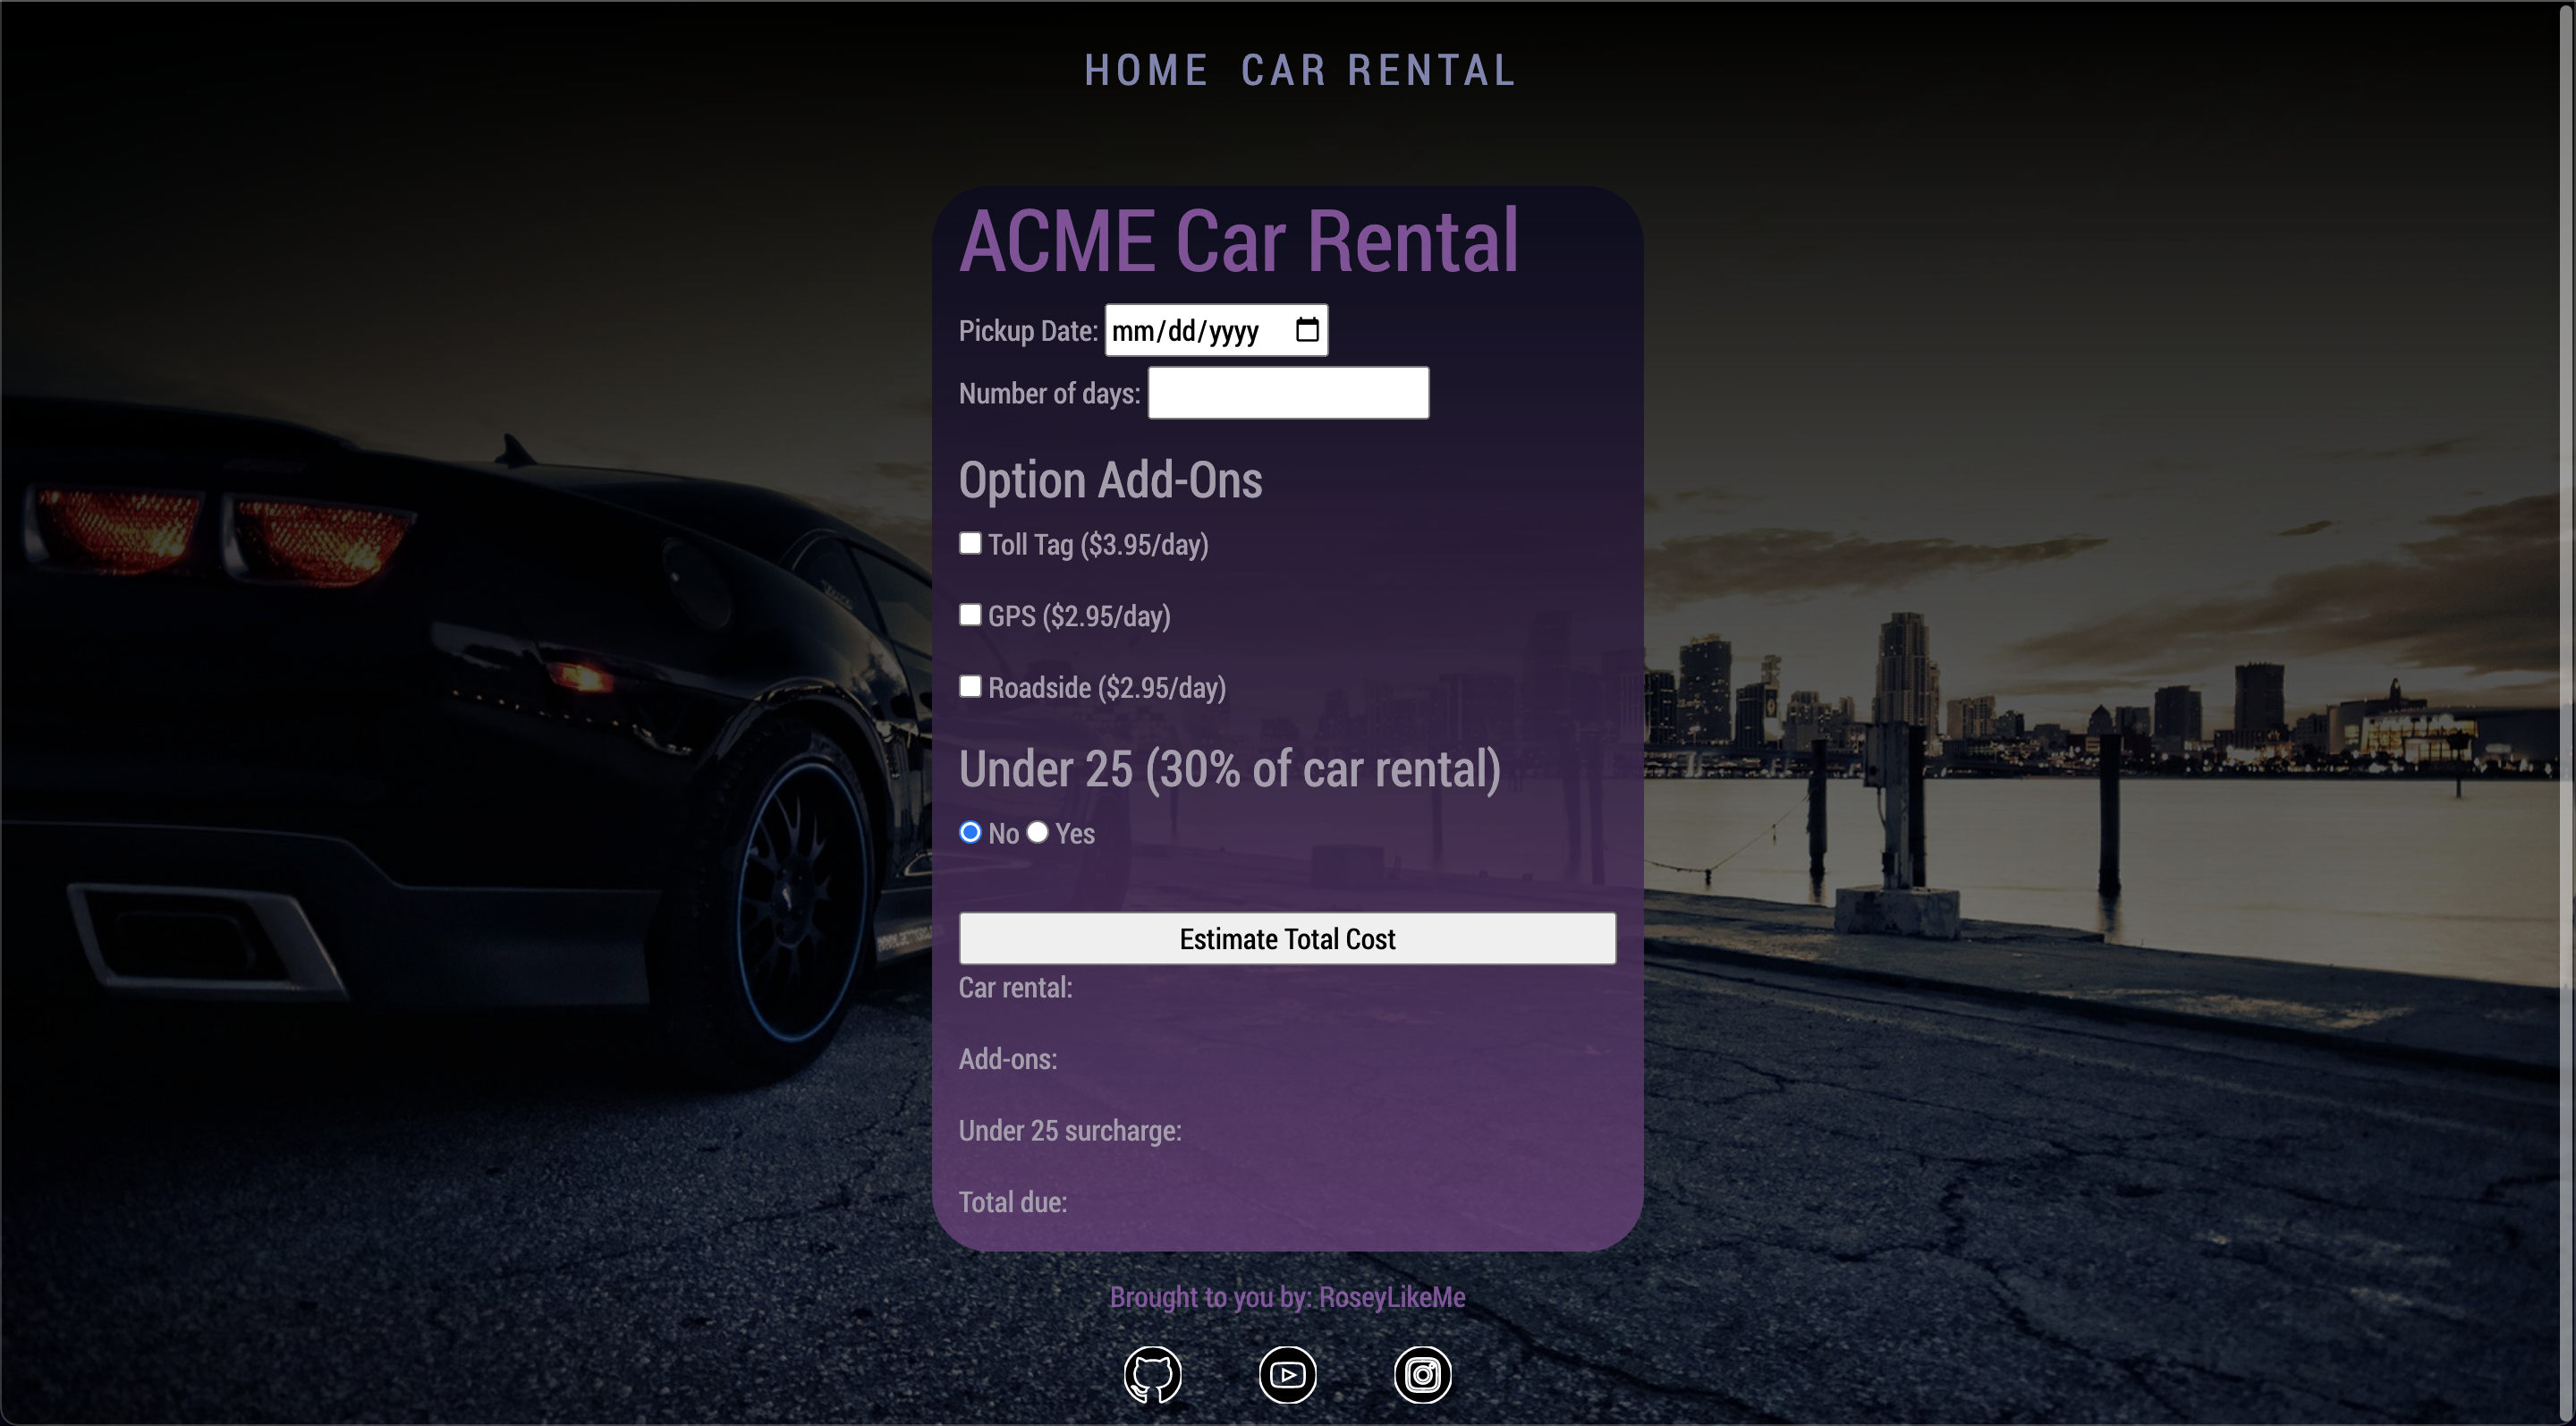 HOME CAR RENTAL
ACME Car Rental
Pickup Date: mm/dd/yyyy
Number of days:
Option Add-Ons
Toll Tag ($3.95/day)
GPS ($2.95/day)
Roadside ($2.95/day)
Under 25 (30% of car rental)
No Yes
Estimate Total Cost
Car rental:
Add-ons:
Under 25 surcharge:
Total due:
Brought to you by: RoseyLikeMe